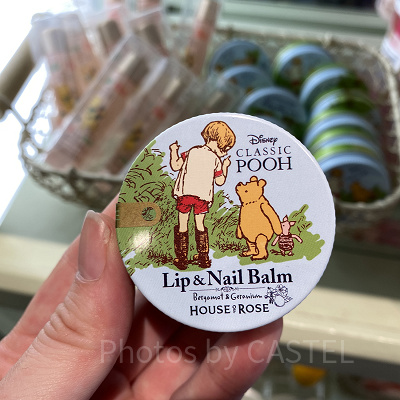 Disney
CLASSIC
POOH
Lip & Nail Balm
Bergamot & Geranium
HOUSE OF ROSE
Photos by CASTEL